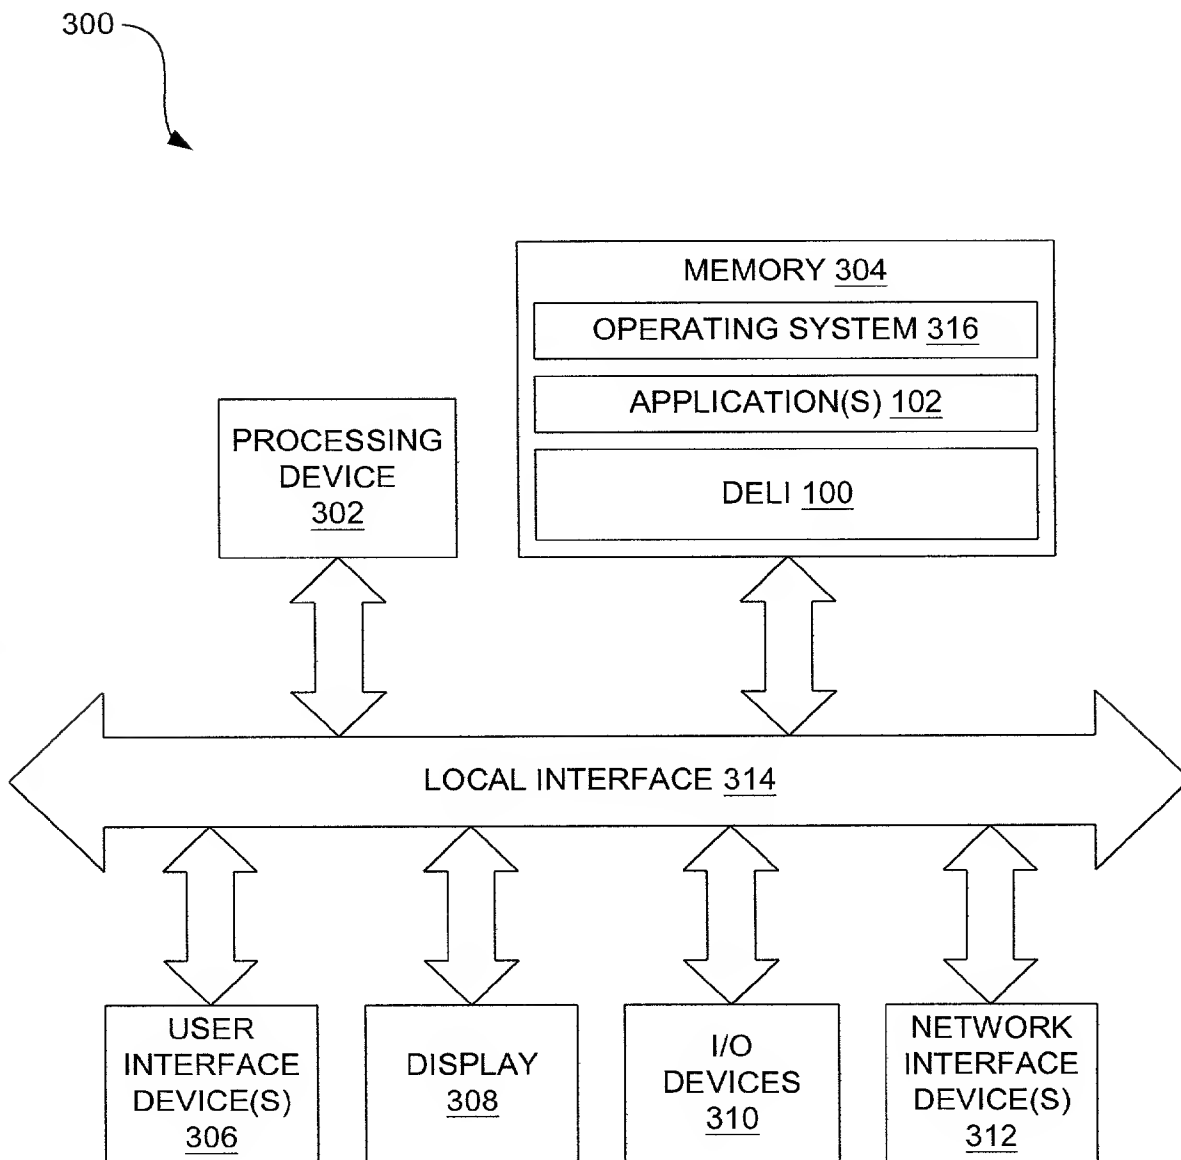 300
MEMORY 304
OPERATING SYSTEM 316
APPLICATION(S) 102
DELI 100
PROCESSING
DEVICE
302
LOCAL INTERFACE 314
USER
INTERFACE
DEVICE(S)
306
DISPLAY
308
I/O
DEVICES
310
NETWORK
INTERFACE
DEVICE(S)
312